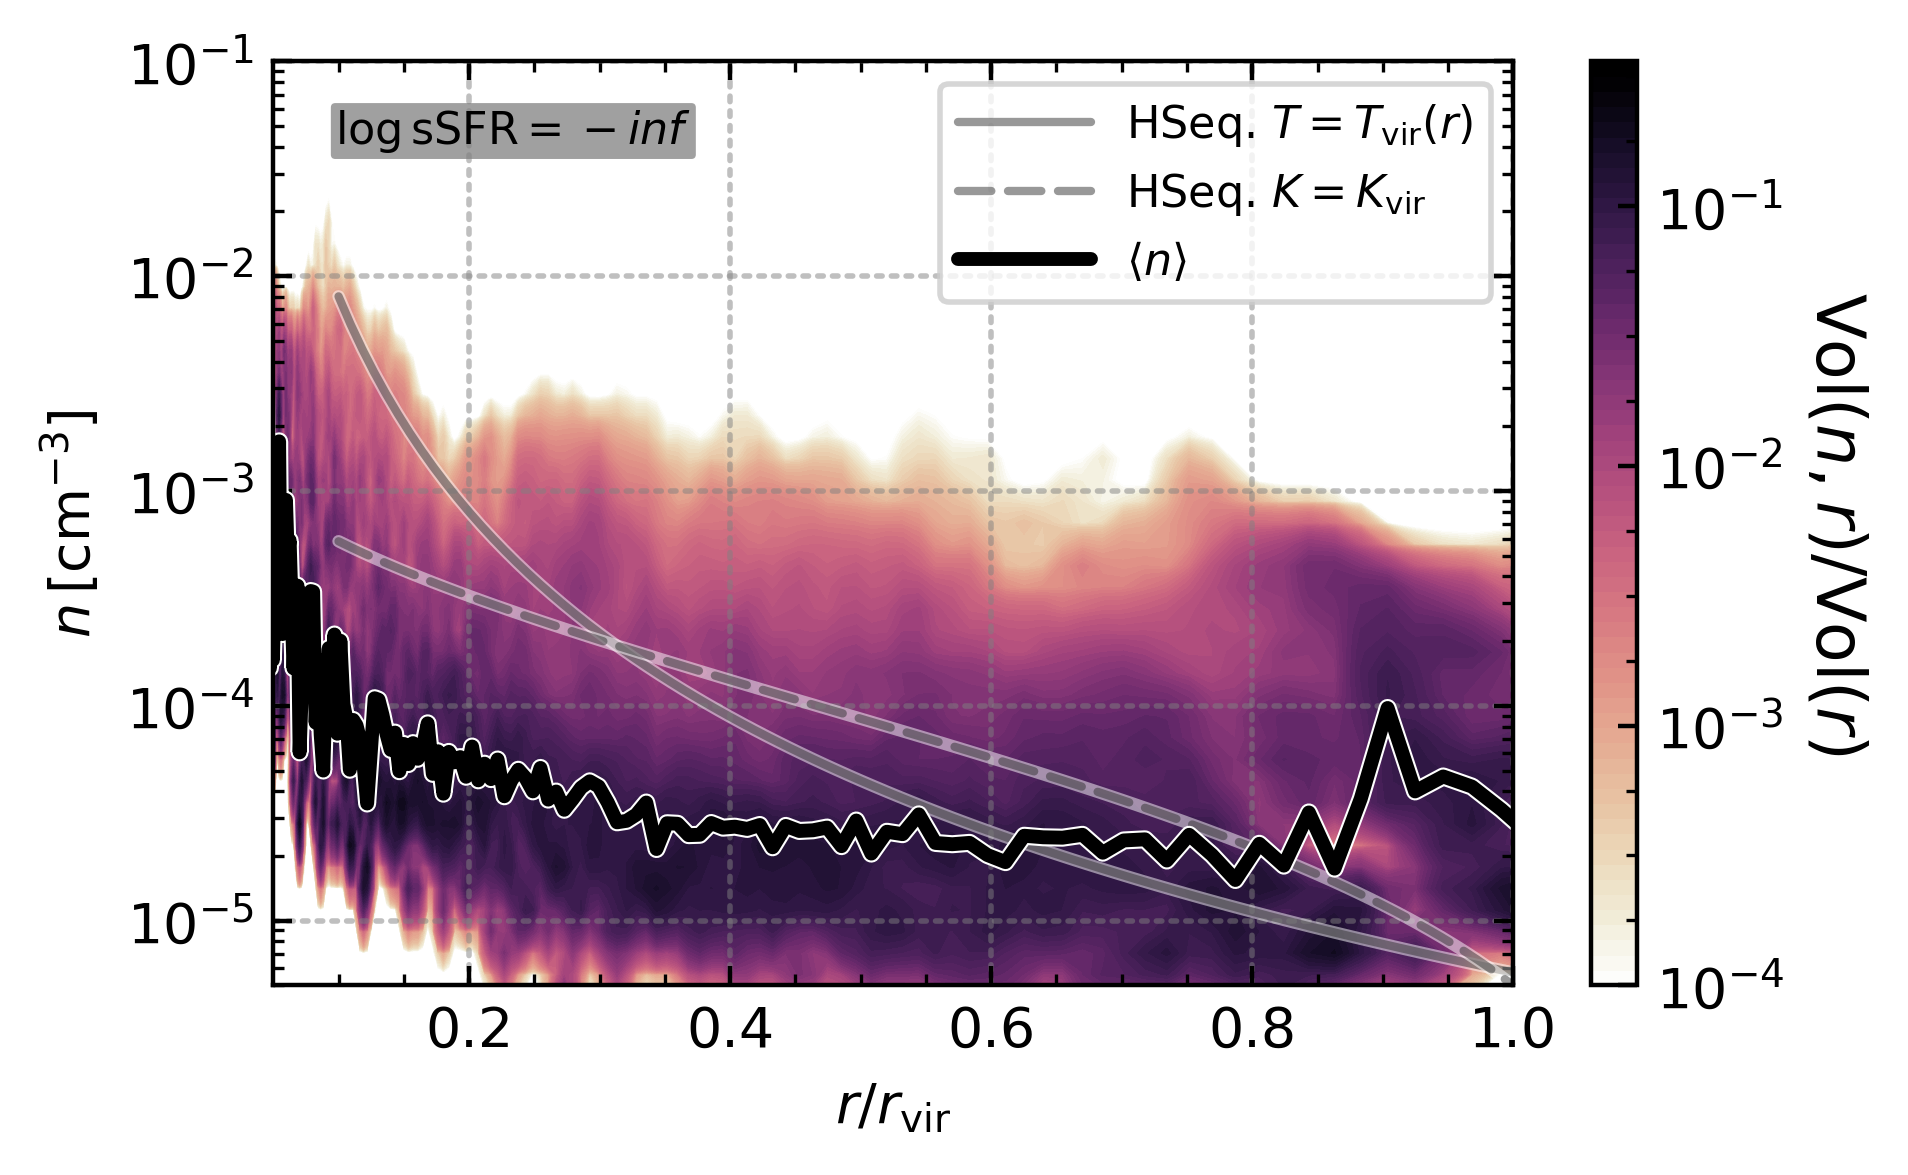 log sSFR = −inf
HSeq. T = T_vir(r)
HSeq. K = K_vir
⟨n⟩
10⁻¹
10⁻²
10⁻³
10⁻⁴
10⁻⁵
n [cm⁻³]
0.2 0.4 0.6 0.8 1.0
r/r_vir
10⁻¹
10⁻²
10⁻³
10⁻⁴
Vol(n, r)/Vol(r)